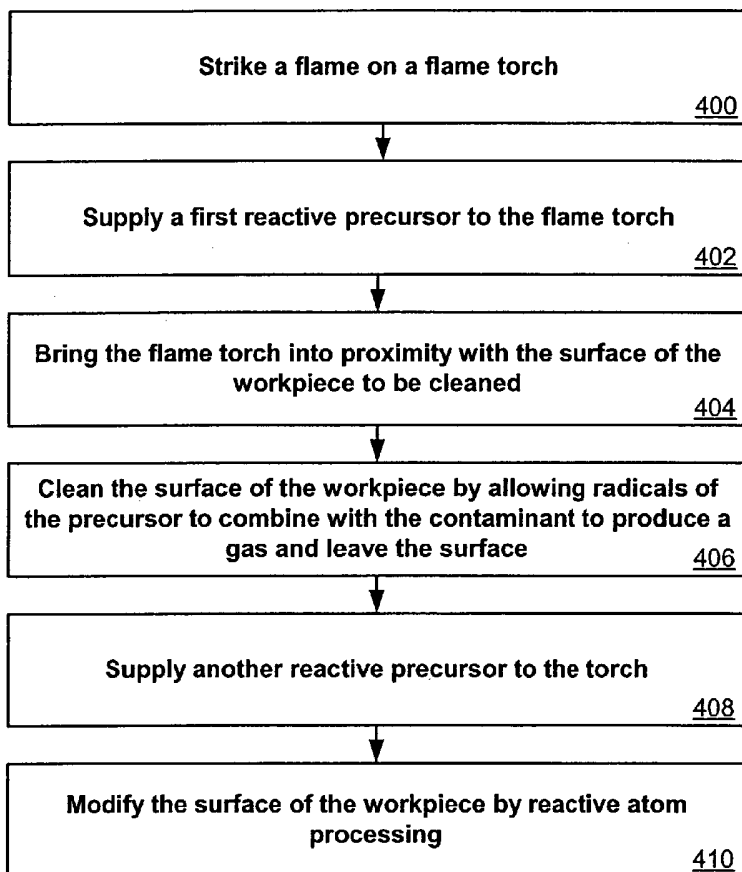 Strike a flame on a flame torch
400
Supply a first reactive precursor to the flame torch
402
Bring the flame torch into proximity with the surface of the
workpiece to be cleaned
404
Clean the surface of the workpiece by allowing radicals of
the precursor to combine with the contaminant to produce a
gas and leave the surface
406
Supply another reactive precursor to the torch
408
Modify the surface of the workpiece by reactive atom
processing
410